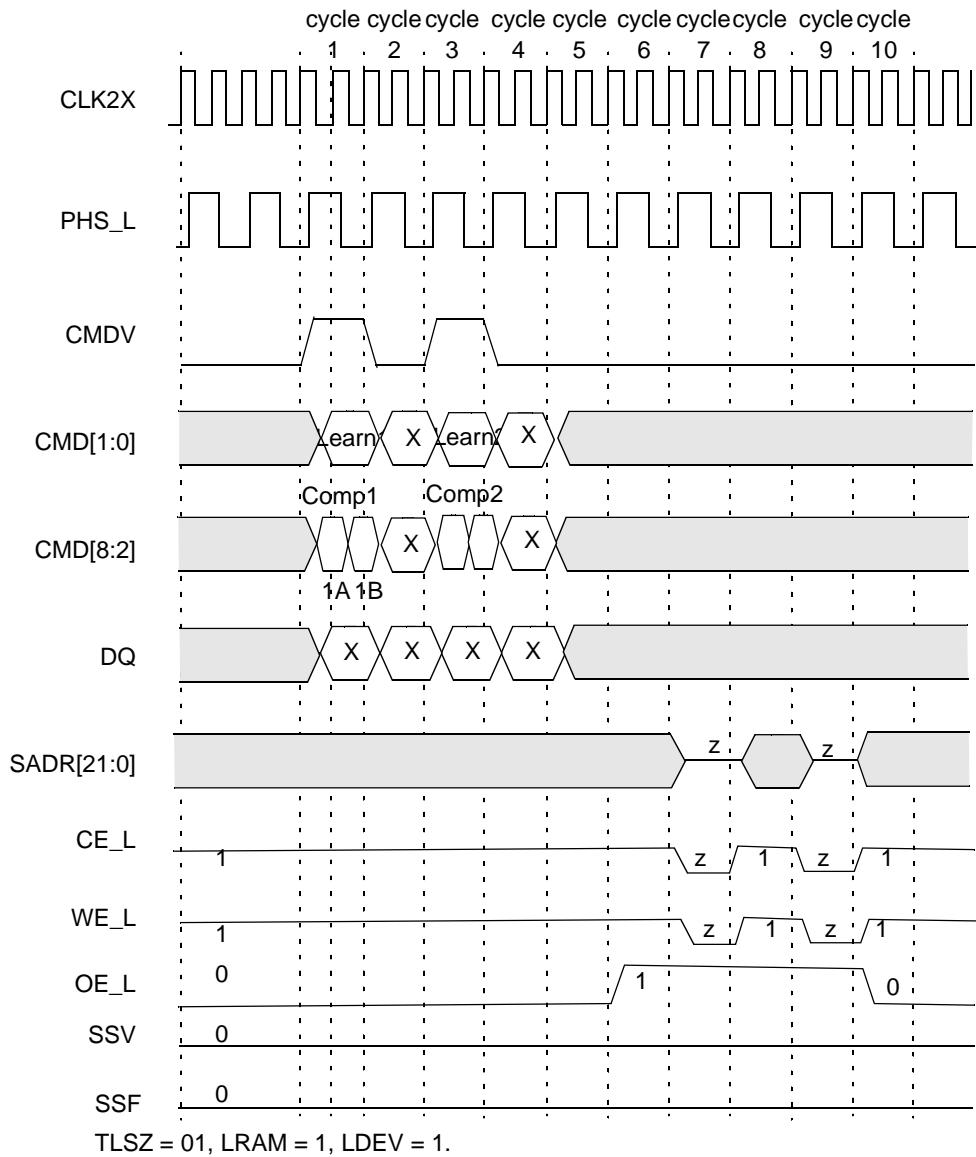 cycle cycle cycle cycle cycle cycle cycle cycle cycle cycle
1 2 3 4 5 6 7 8 9 10
CLK2X
PHS_L
CMDV
CMD[1:0] Learn1 X Learn2 X
Comp1 Comp2
CMD[8:2] X X
1A 1B
DQ X X X X
SADR[21:0] z z
CE_L 1 z 1 z 1
WE_L 1 z 1 z 1
OE_L 0 1 0
SSV 0
SSF 0
TLSZ = 01, LRAM = 1, LDEV = 1.